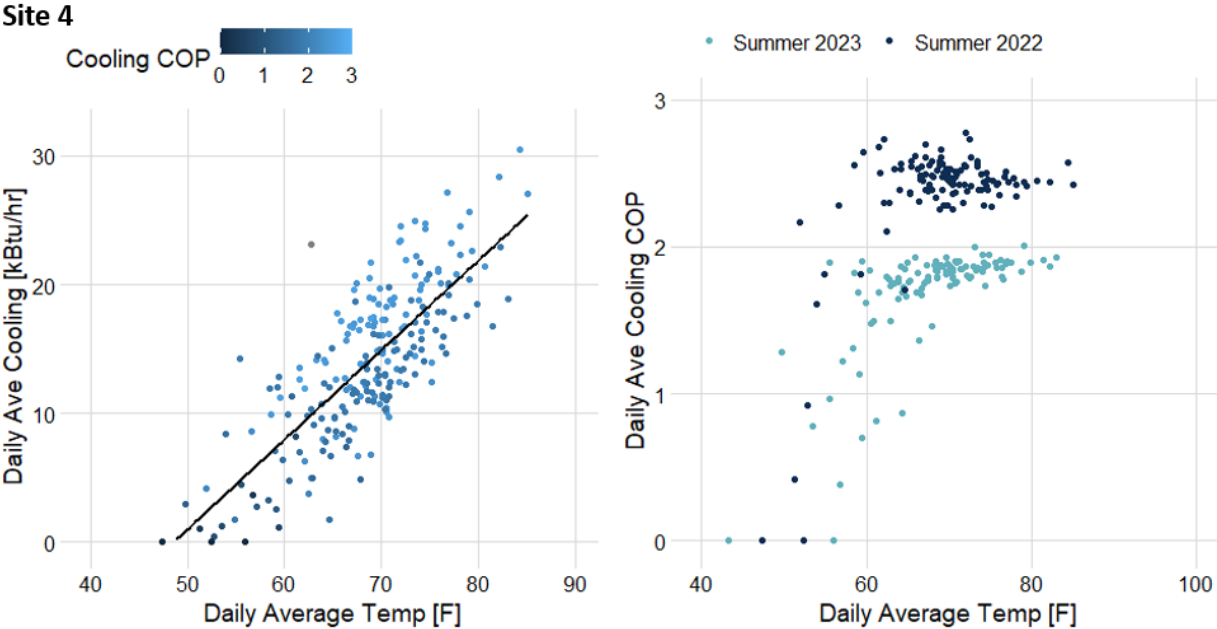 Site 4
Cooling COP
0 1 2 3
Daily Ave Cooling [kBtu/hr]
30
20
10
0
40 50 60 70 80 90
Daily Average Temp [F]
Summer 2023 Summer 2022
Daily Ave Cooling COP
3
2
1
0
40 60 80 100
Daily Average Temp [F]